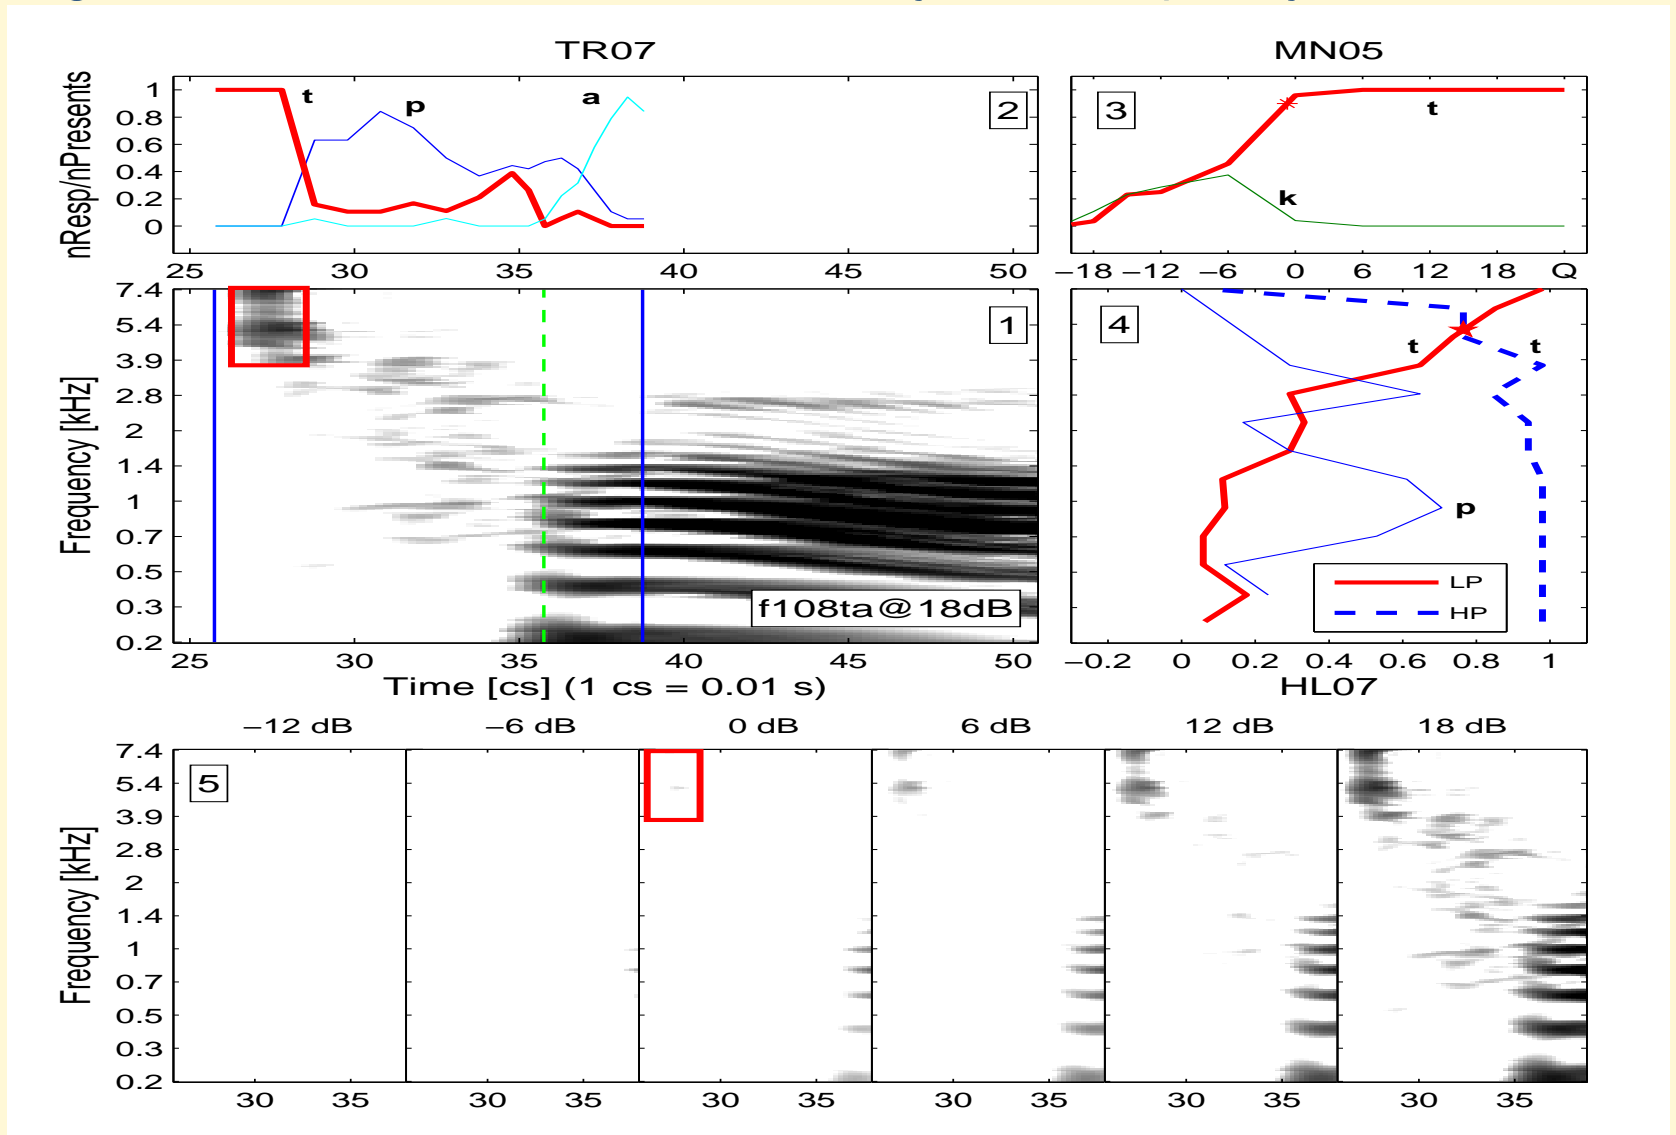 TR07
MN05
nResp/nPresents
1
0.8
0.6
0.4
0.2
0
t
p
a
2
25 30 35 40 45 50
3
t
k
−18 −12 −6 0 6 12 18 Q
Frequency [kHz]
7.4
5.4
3.9
2.8
2
1.4
1
0.7
0.5
0.3
0.2
1
f108ta@18dB
25 30 35 40 45 50
Time [cs] (1 cs = 0.01 s)
4
t
t
p
LP
HP
−0.2 0 0.2 0.4 0.6 0.8 1
HL07
−12 dB −6 dB 0 dB 6 dB 12 dB 18 dB
Frequency [kHz]
7.4
5.4
3.9
2.8
2
1.4
1
0.7
0.5
0.3
0.2
5
30 35 30 35 30 35 30 35 30 35 30 35